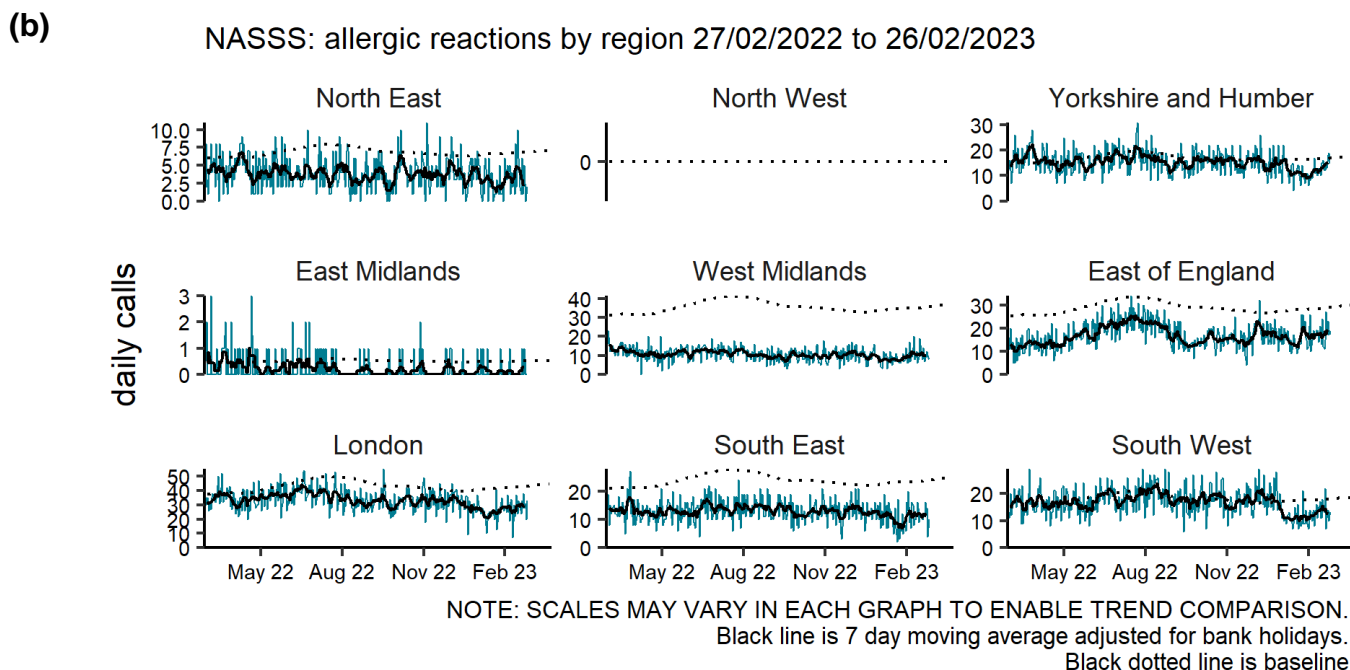 (b)
NASSS: allergic reactions by region 27/02/2022 to 26/02/2023
daily calls
North East
10.0
7.5
5.0
2.5
0.0
North West
0
Yorkshire and Humber
30
20
10
0
East Midlands
3
2
1
0
West Midlands
40
30
20
10
0
East of England
30
20
10
0
London
50
40
30
20
10
0
May 22 Aug 22 Nov 22 Feb 23
South East
20
10
0
May 22 Aug 22 Nov 22 Feb 23
South West
20
10
0
May 22 Aug 22 Nov 22 Feb 23
NOTE: SCALES MAY VARY IN EACH GRAPH TO ENABLE TREND COMPARISON.
Black line is 7 day moving average adjusted for bank holidays.
Black dotted line is baseline